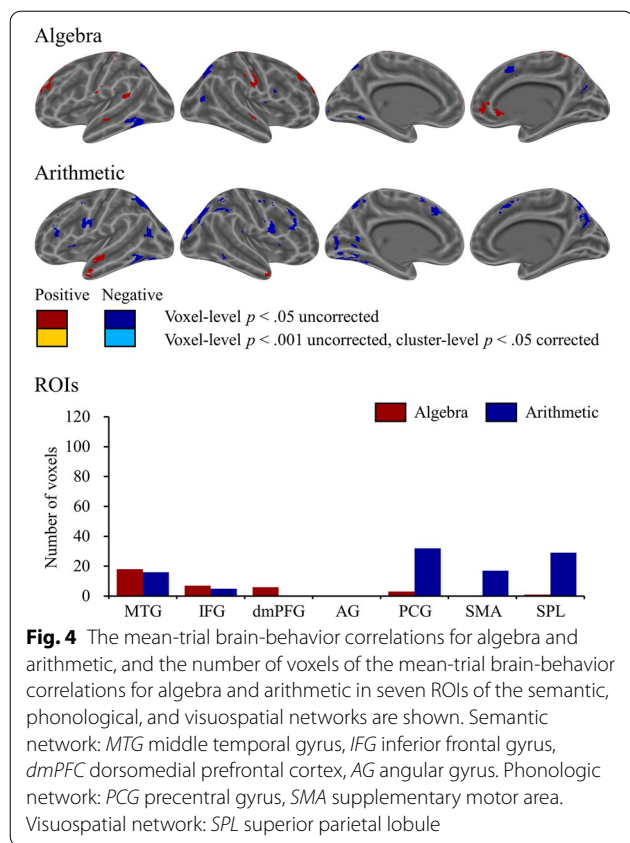 Algebra
Arithmetic
Positive Negative
Voxel-level p < .05 uncorrected
Voxel-level p < .001 uncorrected, cluster-level p < .05 corrected
ROIs
Algebra Arithmetic
Number of voxels
120
100
80
60
40
20
0
MTG IFG dmPFG AG PCG SMA SPL
Fig. 4 The mean-trial brain-behavior correlations for algebra and
arithmetic, and the number of voxels of the mean-trial brain-behavior
correlations for algebra and arithmetic in seven ROIs of the semantic,
phonological, and visuospatial networks are shown. Semantic
network: MTG middle temporal gyrus, IFG inferior frontal gyrus,
dmPFC dorsomedial prefrontal cortex, AG angular gyrus. Phonologic
network: PCG precentral gyrus, SMA supplementary motor area.
Visuospatial network: SPL superior parietal lobule